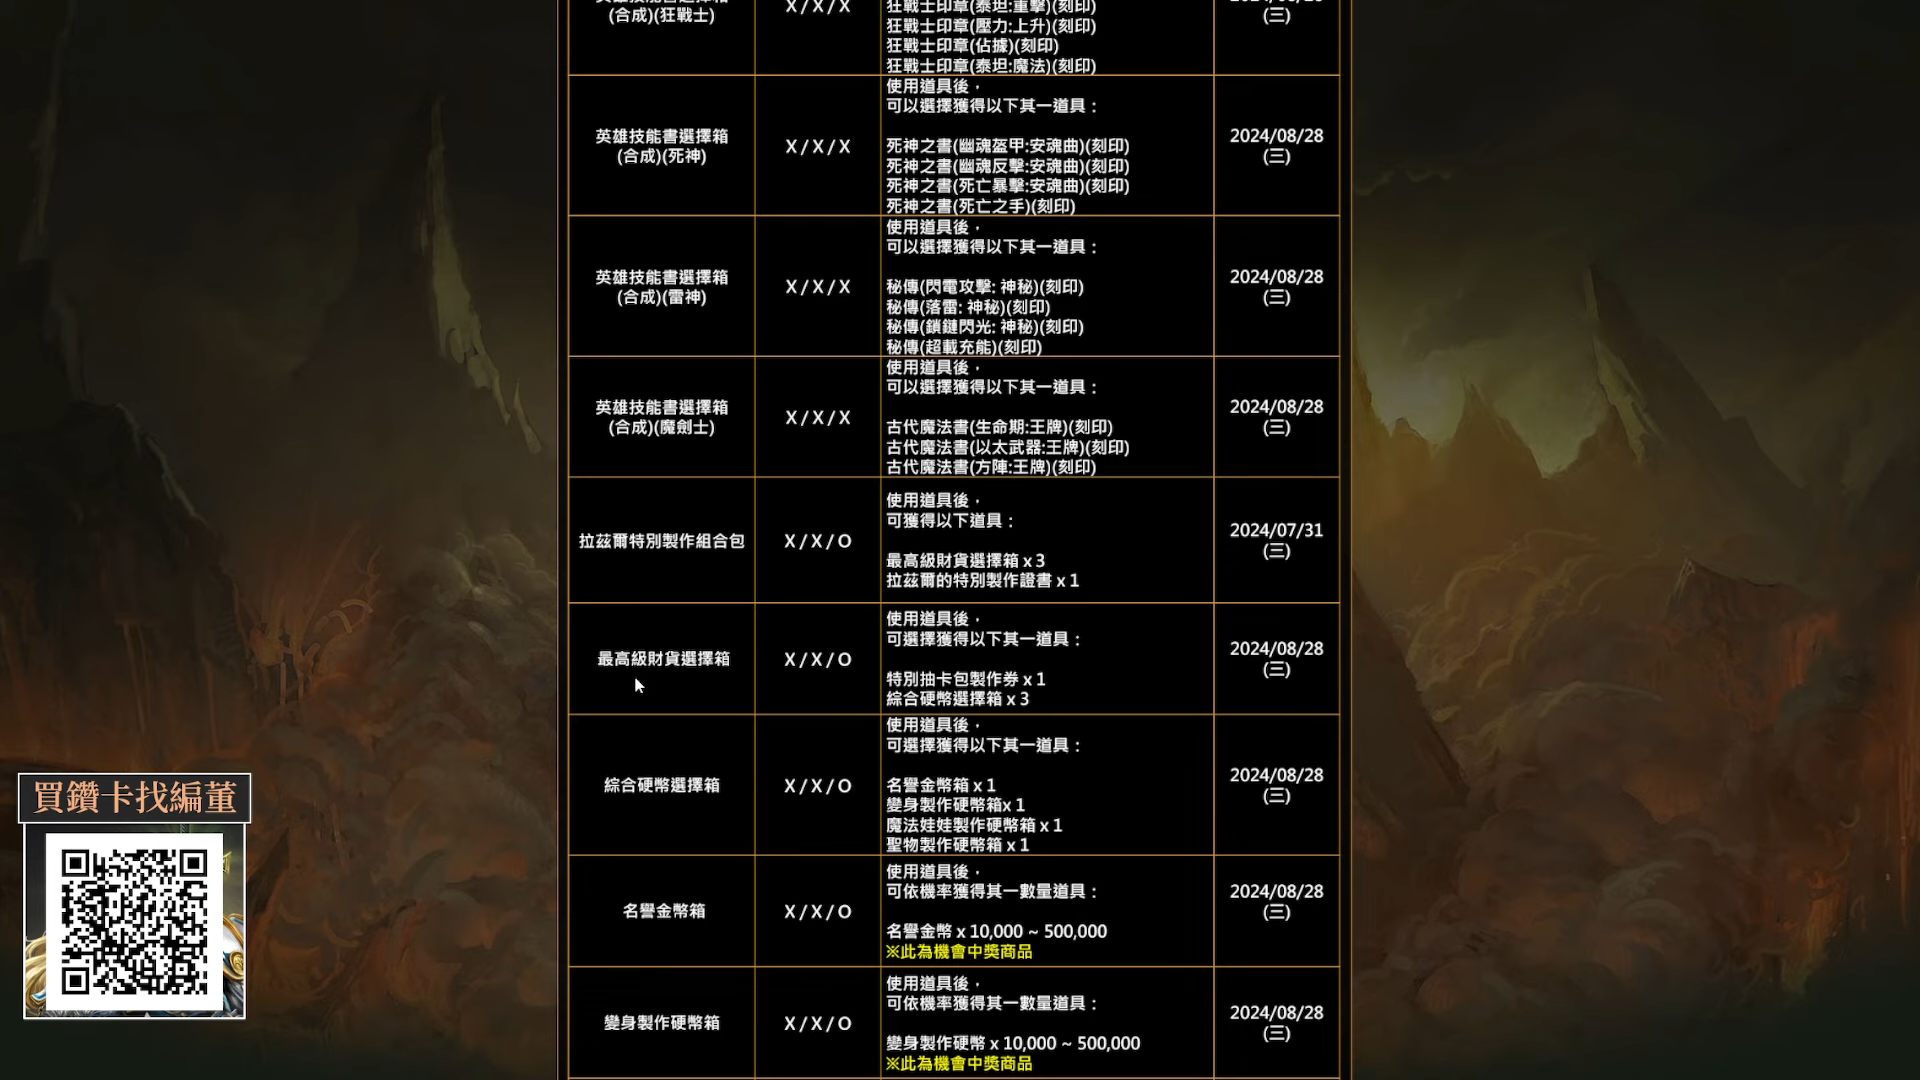 (合成)(狂戰士)
X / X / X
狂戰士印章(泰坦:重擊)(刻印)
狂戰士印章(壓力:上升)(刻印)
狂戰士印章(佔據)(刻印)
狂戰士印章(泰坦:魔法)(刻印)
(三)
英雄技能書選擇箱
(合成)(死神)
X / X / X
使用道具後，
可以選擇獲得以下其一道具：
死神之書(幽魂盔甲:安魂曲)(刻印)
死神之書(幽魂反擊:安魂曲)(刻印)
死神之書(死亡暴擊:安魂曲)(刻印)
死神之書(死亡之手)(刻印)
2024/08/28
(三)
英雄技能書選擇箱
(合成)(雷神)
X / X / X
使用道具後，
可以選擇獲得以下其一道具：
秘傳(閃電攻擊: 神秘)(刻印)
秘傳(落雷: 神秘)(刻印)
秘傳(鎖鏈閃光: 神秘)(刻印)
秘傳(超載充能)(刻印)
2024/08/28
(三)
英雄技能書選擇箱
(合成)(魔劍士)
X / X / X
使用道具後，
可以選擇獲得以下其一道具：
古代魔法書(生命期:王牌)(刻印)
古代魔法書(以太武器:王牌)(刻印)
古代魔法書(方陣:王牌)(刻印)
2024/08/28
(三)
拉茲爾特別製作組合包
X / X / O
使用道具後，
可獲得以下道具：
最高級財貨選擇箱 x 3
拉茲爾的特別製作證書 x 1
2024/07/31
(三)
最高級財貨選擇箱
X / X / O
使用道具後，
可選擇獲得以下其一道具：
特別抽卡包製作券 x 1
綜合硬幣選擇箱 x 3
2024/08/28
(三)
綜合硬幣選擇箱
X / X / O
使用道具後，
可選擇獲得以下其一道具：
名譽金幣箱 x 1
變身製作硬幣箱x 1
魔法娃娃製作硬幣箱 x 1
聖物製作硬幣箱 x 1
2024/08/28
(三)
名譽金幣箱
X / X / O
使用道具後，
可依機率獲得其一數量道具：
名譽金幣 x 10,000 ~ 500,000
※此為機會中獎商品
2024/08/28
(三)
變身製作硬幣箱
X / X / O
使用道具後，
可依機率獲得其一數量道具：
變身製作硬幣 x 10,000 ~ 500,000
※此為機會中獎商品
2024/08/28
(三)
買鑽卡找編董